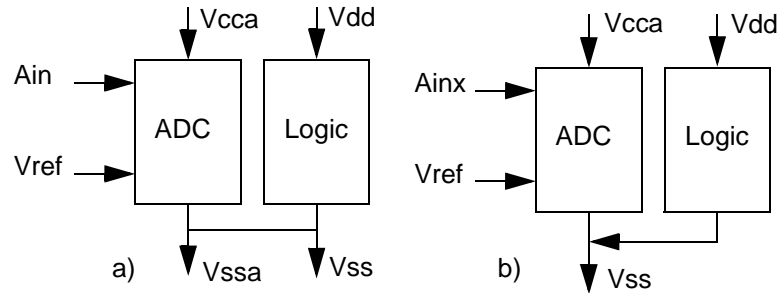 Vcca
Vdd
Ain
ADC
Logic
Vref
a)
Vssa
Vss
Vcca
Vdd
Ainx
ADC
Logic
Vref
b)
Vss